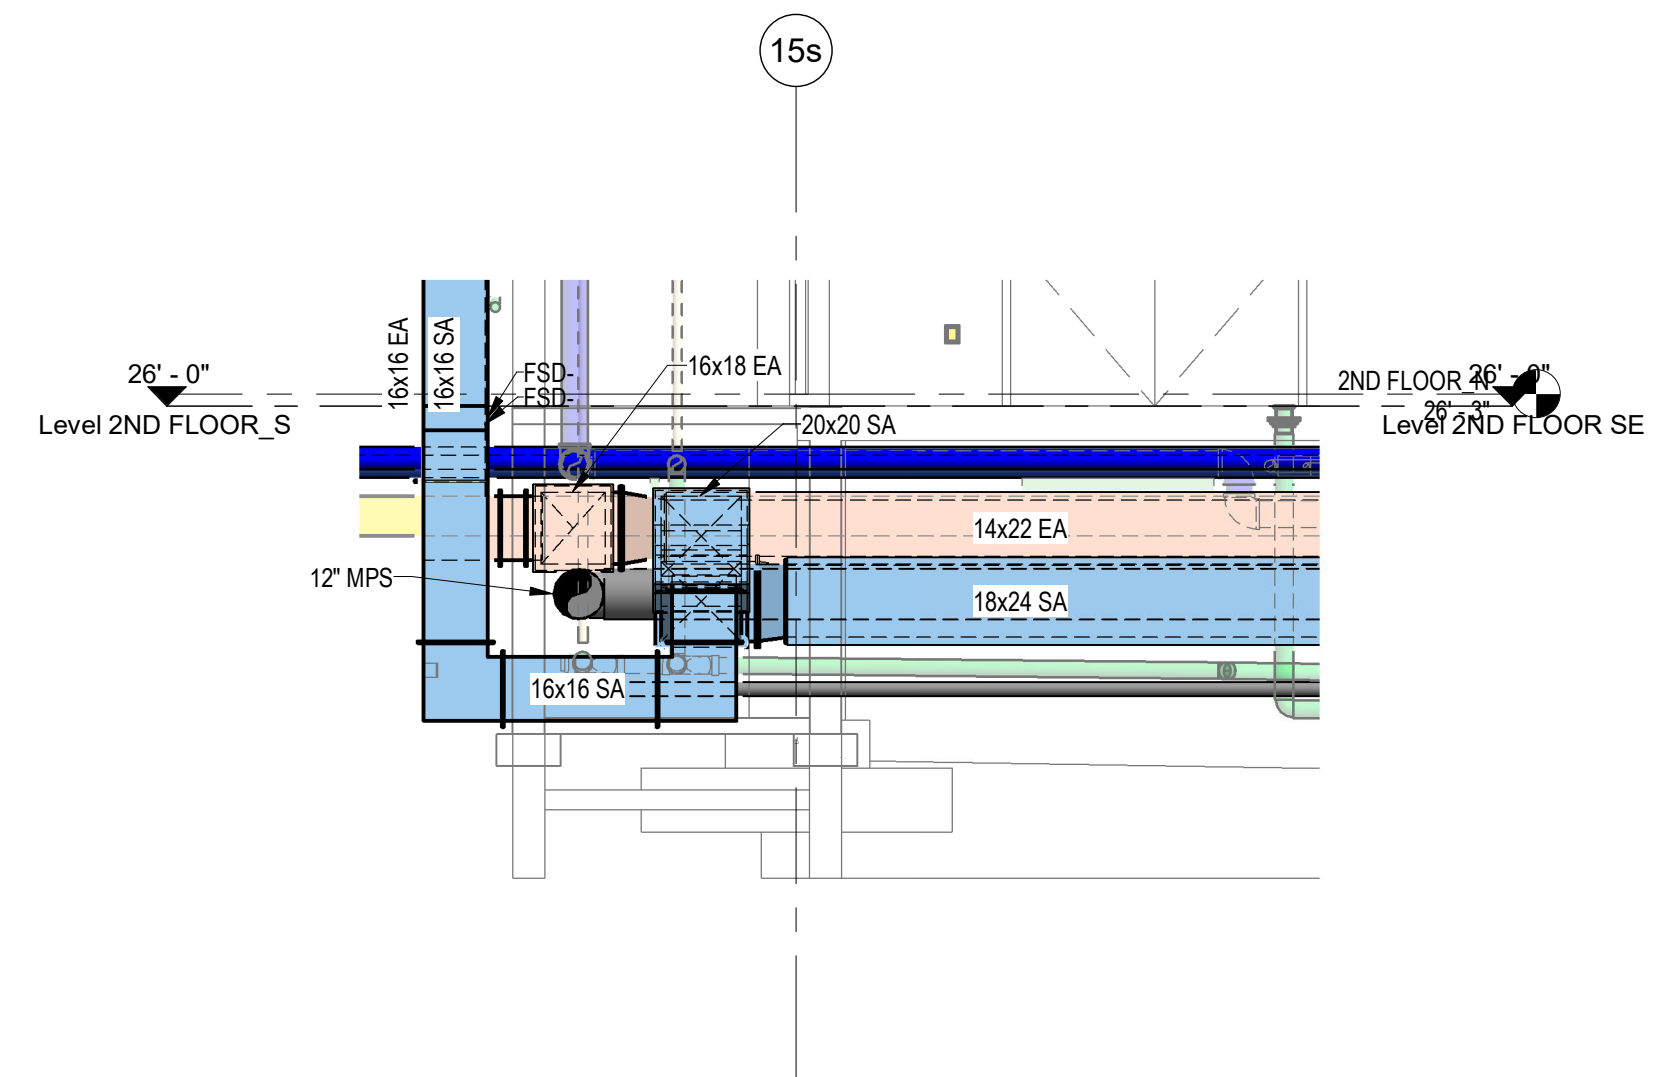 15s
16x16 EA
16x16 SA
FSD-
FSD-
16x18 EA
26' - 0"
Level 2ND FLOOR_S
20x20 SA
2ND FLOOR_N
26' - 0"
26' - 3"
Level 2ND FLOOR SE
14x22 EA
12" MPS
18x24 SA
16x16 SA